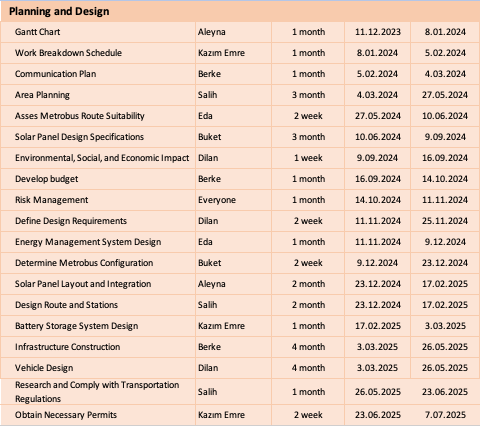 Planning and Design
Gantt Chart Aleyna 1 month 11.12.2023 8.01.2024
Work Breakdown Schedule Kazım Emre 1 month 8.01.2024 5.02.2024
Communication Plan Berke 1 month 5.02.2024 4.03.2024
Area Planning Salih 3 month 4.03.2024 27.05.2024
Asses Metrobus Route Suitability Eda 2 week 27.05.2024 10.06.2024
Solar Panel Design Specifications Buket 3 month 10.06.2024 9.09.2024
Environmental, Social, and Economic Impact Dilan 1 week 9.09.2024 16.09.2024
Develop budget Berke 1 month 16.09.2024 14.10.2024
Risk Management Everyone 1 month 14.10.2024 11.11.2024
Define Design Requirements Dilan 2 week 11.11.2024 25.11.2024
Energy Management System Design Eda 1 month 11.11.2024 9.12.2024
Determine Metrobus Configuration Buket 2 week 9.12.2024 23.12.2024
Solar Panel Layout and Integration Aleyna 2 month 23.12.2024 17.02.2025
Design Route and Stations Salih 2 month 23.12.2024 17.02.2025
Battery Storage System Design Kazım Emre 1 month 17.02.2025 3.03.2025
Infrastructure Construction Berke 4 month 3.03.2025 26.05.2025
Vehicle Design Dilan 4 month 3.03.2025 26.05.2025
Research and Comply with Transportation
Regulations Salih 1 month 26.05.2025 23.06.2025
Obtain Necessary Permits Kazım Emre 2 week 23.06.2025 7.07.2025